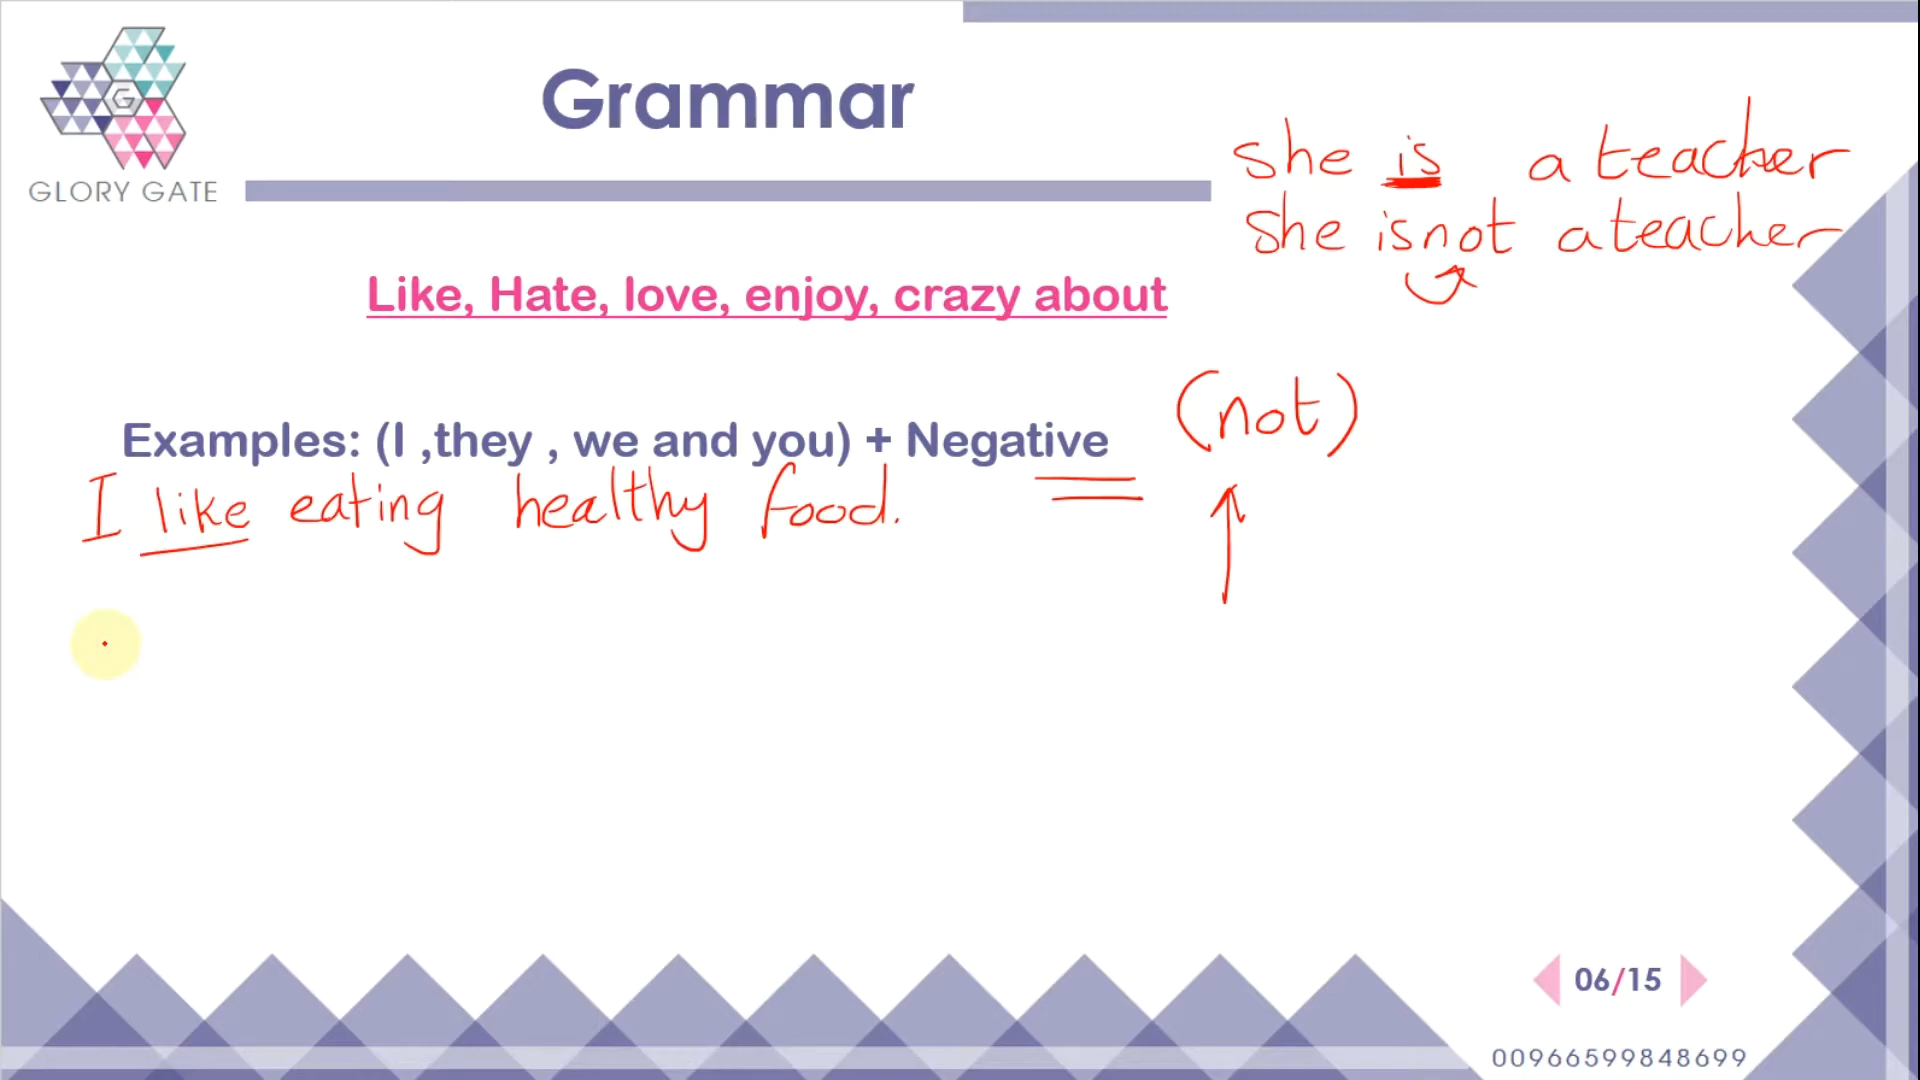 GLORY GATE
Grammar
she is a teacher
She is not a teacher
Like, Hate, love, enjoy, crazy about
(not)
Examples: (I ,they , we and you) + Negative
I like eating healthy food.
06/15
00966599848699